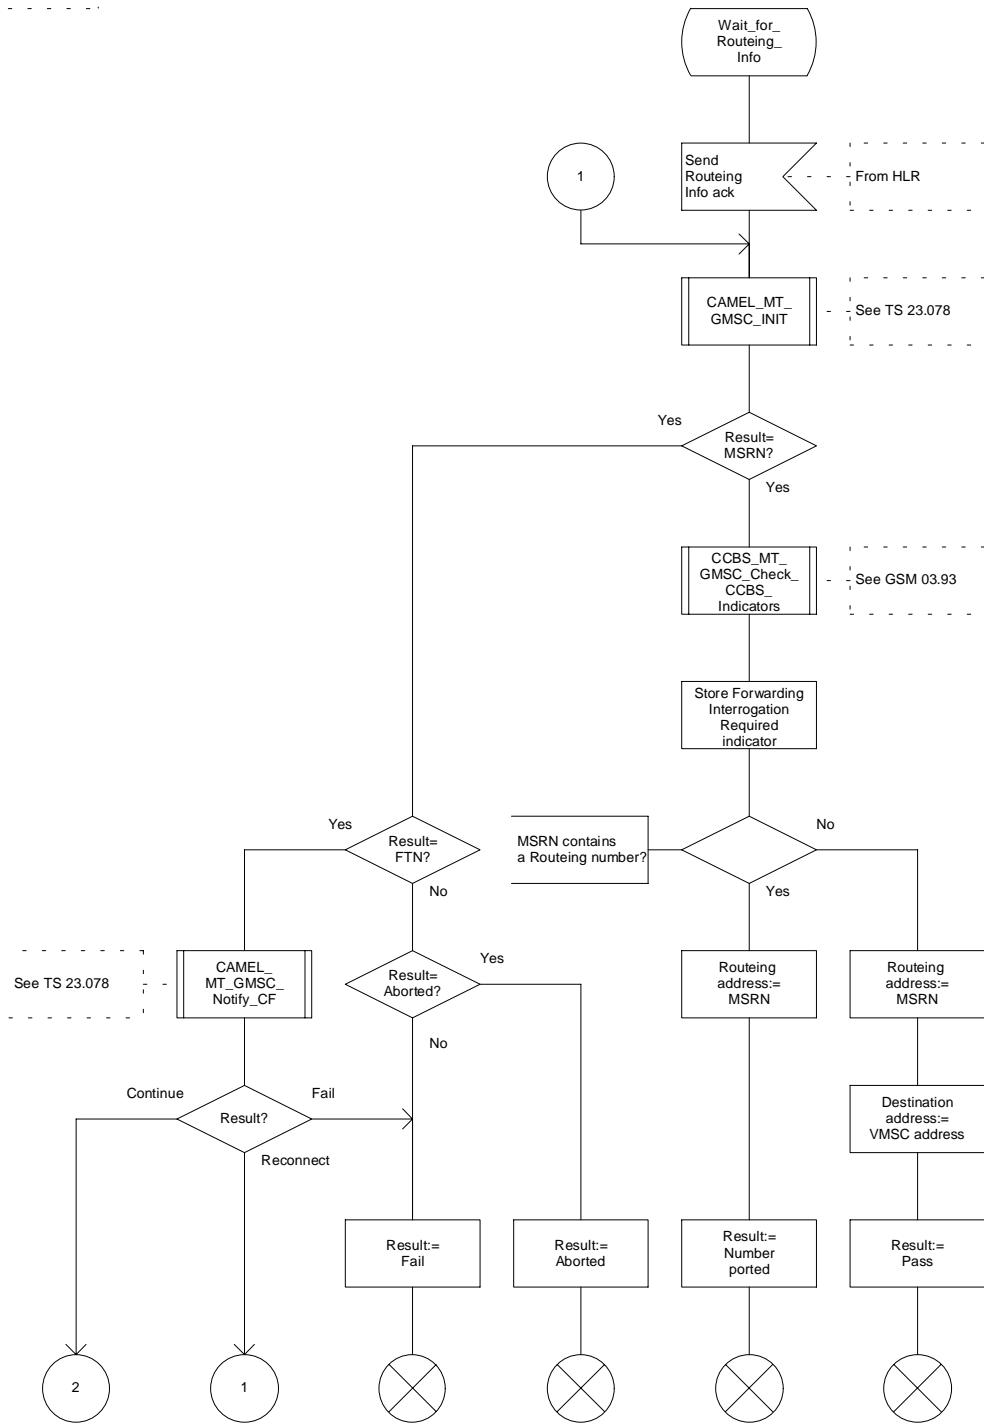 Wait_for_
Routeing_
Info
1
Send
Routeing
Info ack
From HLR
CAMEL_MT_
GMSC_INIT
See TS 23.078
Yes
Result=
MSRN?
Yes
CCBS_MT_
GMSC_Check_
CCBS_
Indicators
See GSM 03.93
Store Forwarding
Interrogation
Required
indicator
Yes
Result=
FTN?
No
MSRN contains
a Routeing number?
No
Yes
See TS 23.078
CAMEL_
MT_GMSC_
Notify_CF
Result=
Aborted?
Yes
No
Routeing
address:=
MSRN
Routeing
address:=
MSRN
Continue
Result?
Fail
Reconnect
Destination
address:=
VMSC address
Result:=
Fail
Result:=
Aborted
Result:=
Number
ported
Result:=
Pass
2
1